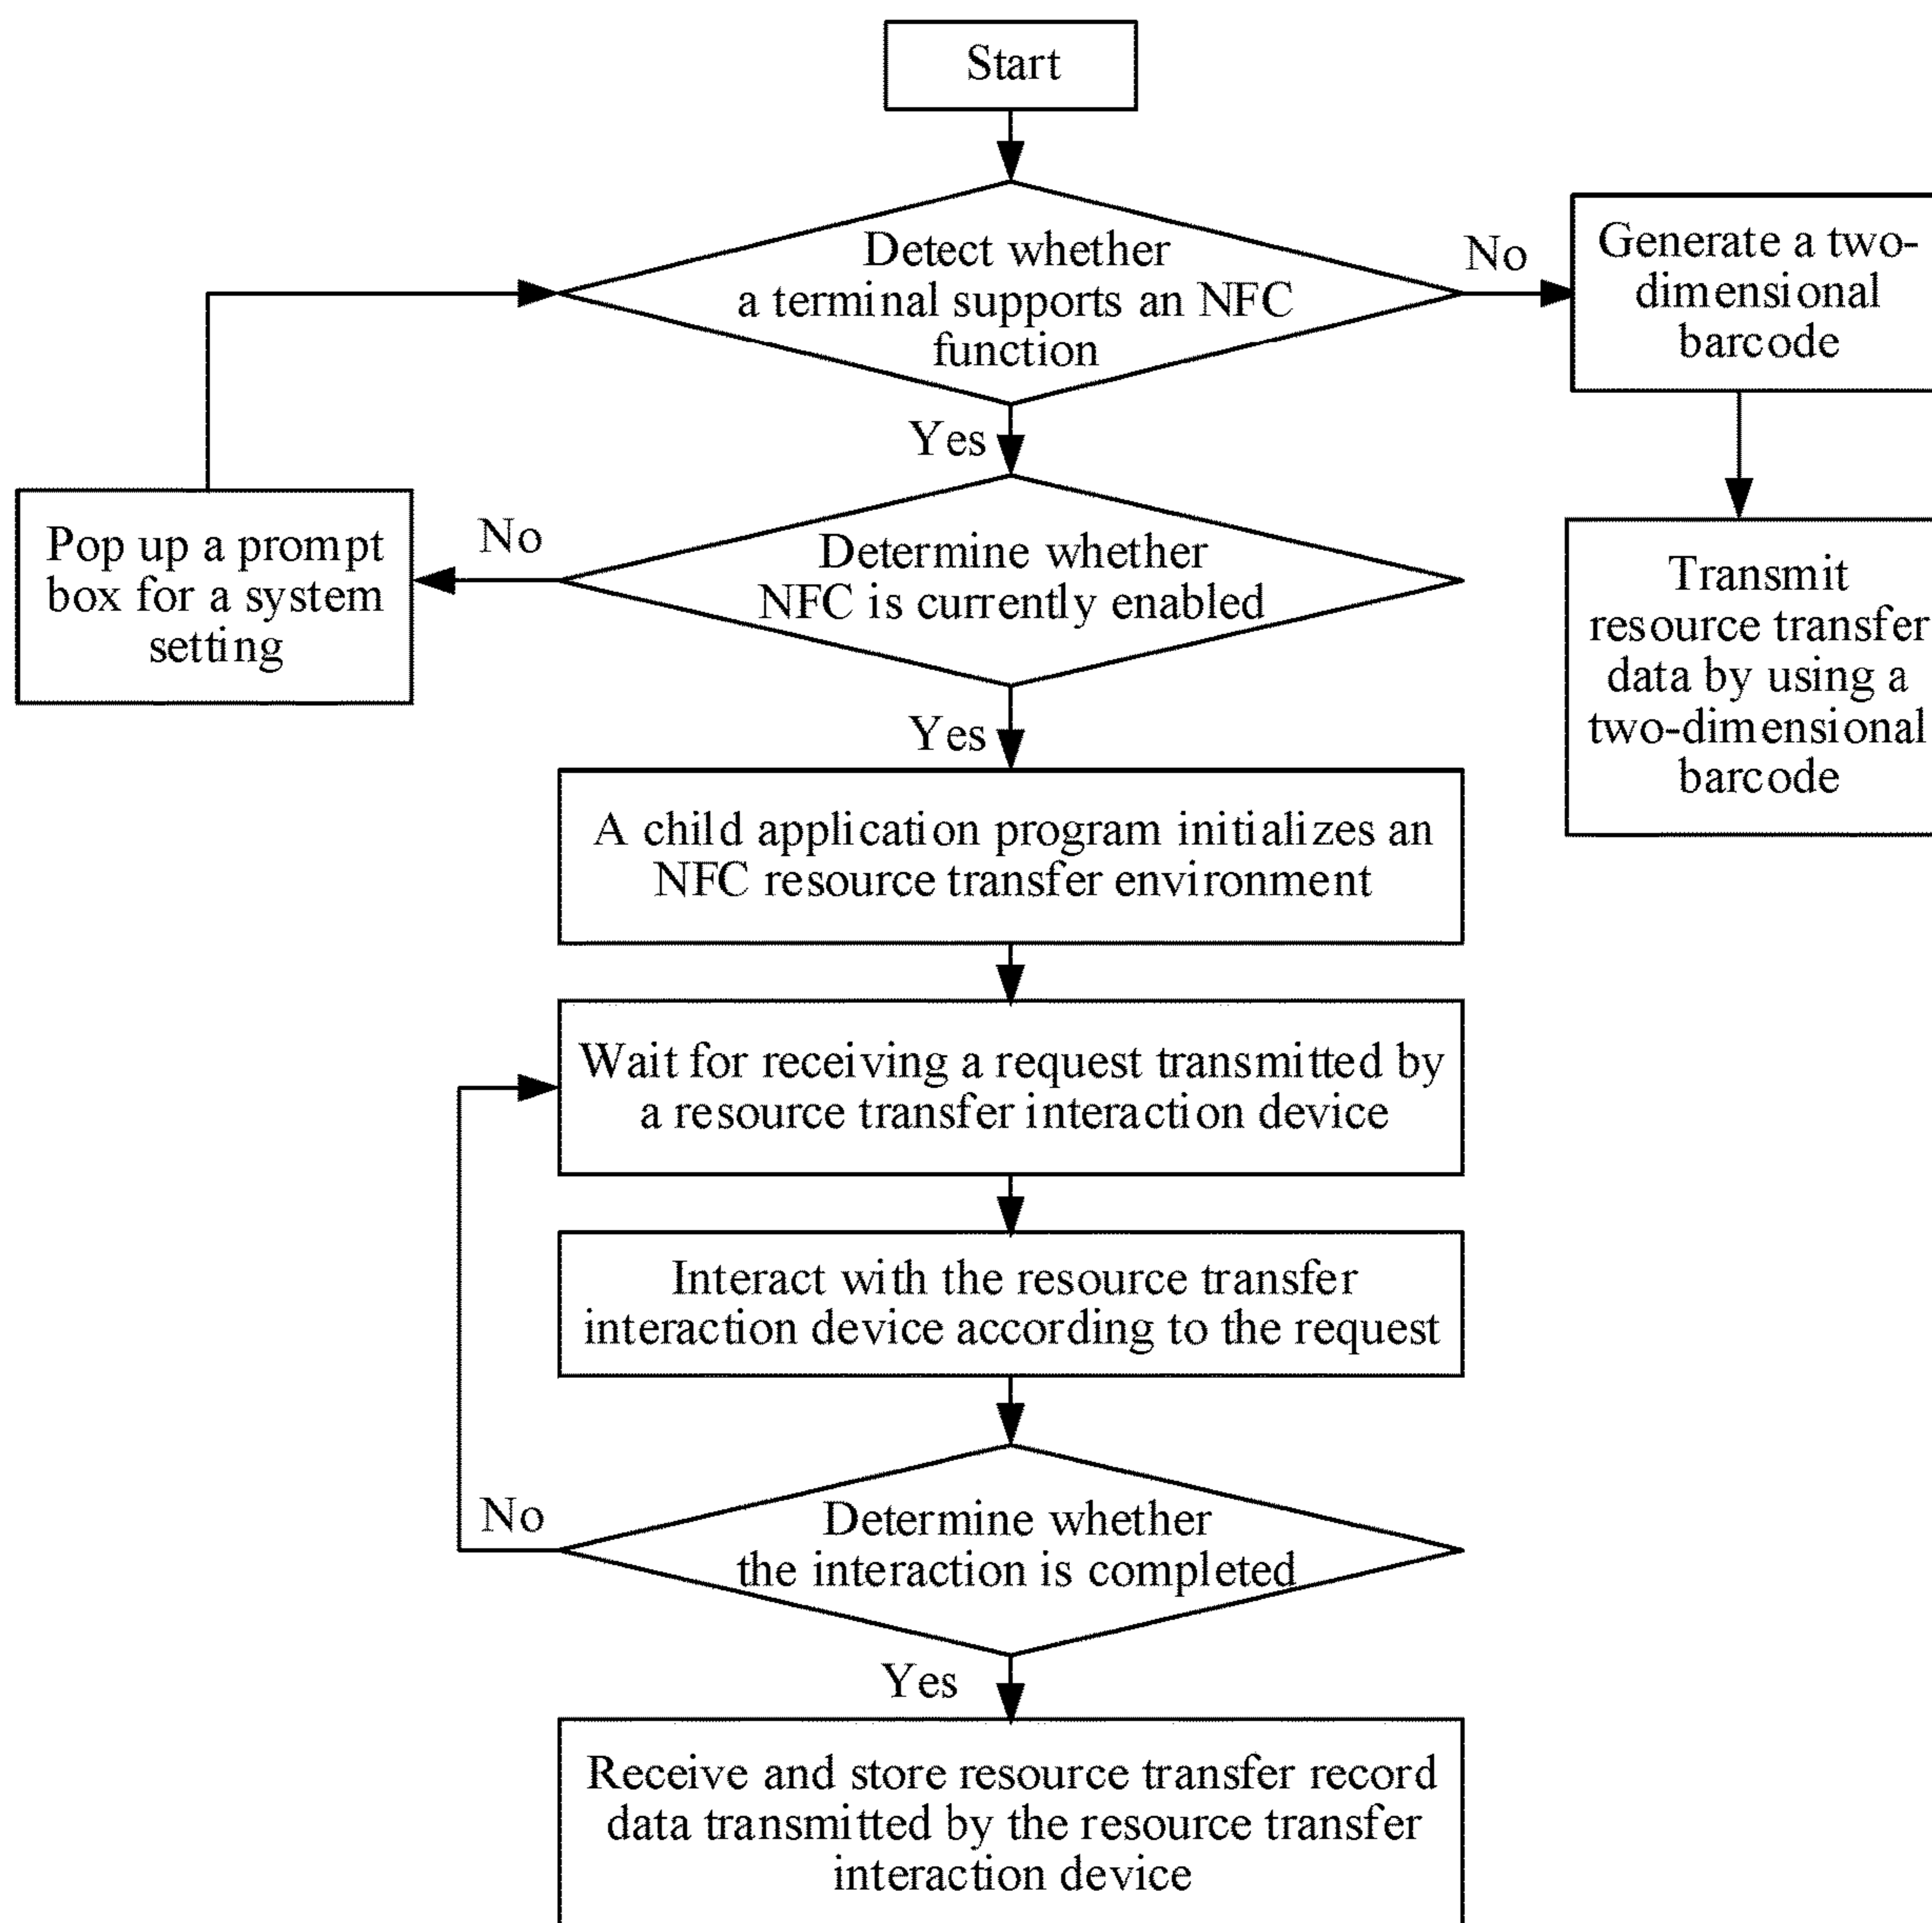 Start
Detect whether
a terminal supports an NFC
function
No
Generate a two-
dimensional
barcode
Yes
Pop up a prompt
box for a system
setting
No
Determine whether
NFC is currently enabled
Transmit
resource transfer
data by using a
two-dimensional
barcode
Yes
A child application program initializes an
NFC resource transfer environment
Wait for receiving a request transmitted by
a resource transfer interaction device
Interact with the resource transfer
interaction device according to the request
No
Determine whether
the interaction is completed
Yes
Receive and store resource transfer record
data transmitted by the resource transfer
interaction device